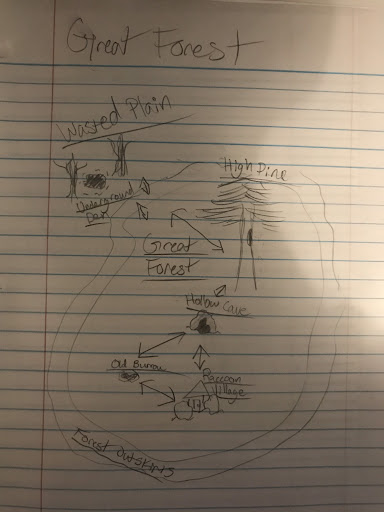 Great Forest
Wasted Plain
High Pine
Underground
Den
Great
Forest
Hollow Cave
Old Burrow
Raccoon
Village
Forest Outskirts